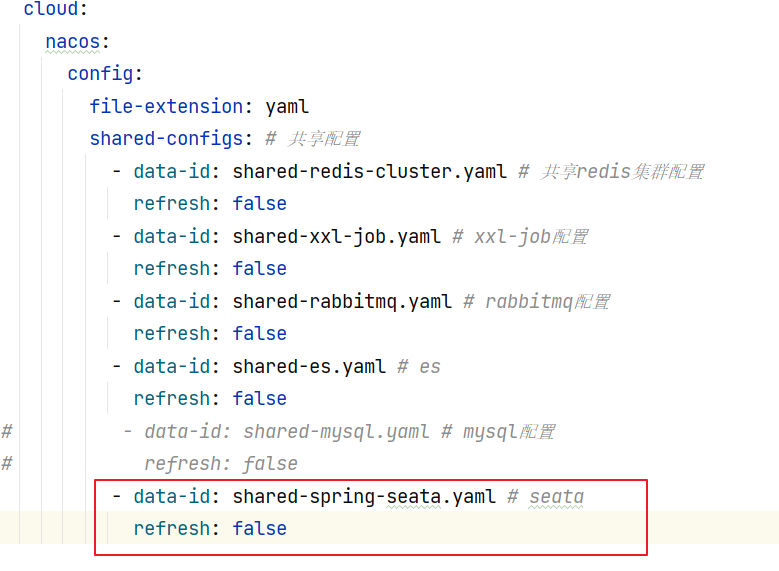 cloud:
nacos:
config:
file-extension: yaml
shared-configs: # 共享配置
- data-id: shared-redis-cluster.yaml # 共享redis集群配置
refresh: false
- data-id: shared-xxl-job.yaml # xxl-job配置
refresh: false
- data-id: shared-rabbitmq.yaml # rabbitmq配置
refresh: false
- data-id: shared-es.yaml # es
refresh: false
# - data-id: shared-mysql.yaml # mysql配置
# refresh: false
- data-id: shared-spring-seata.yaml # seata
refresh: false